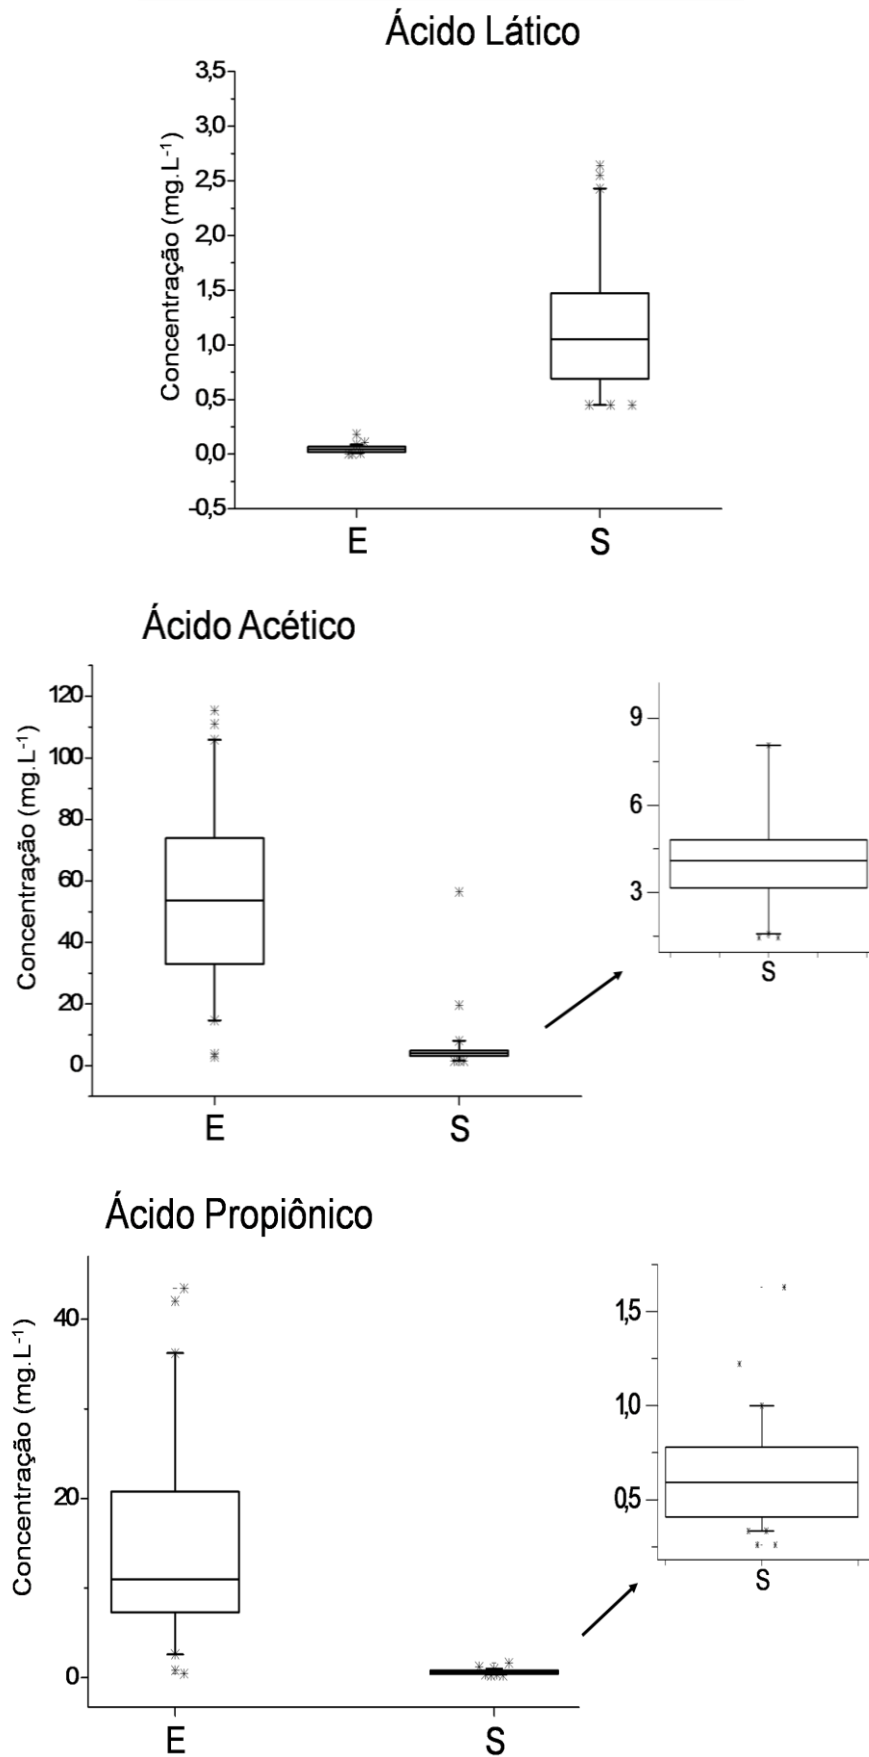 Ácido Lático
Concentração (mg.L⁻¹)
3,5
3,0
2,5
2,0
1,5
1,0
0,5
0,0
-0,5
E S
Ácido Acético
Concentração (mg.L⁻¹)
120
100
80
60
40
20
0
E S
9
6
3
S
Ácido Propiônico
Concentração (mg.L⁻¹)
40
20
0
E S
1,5
1,0
0,5
S